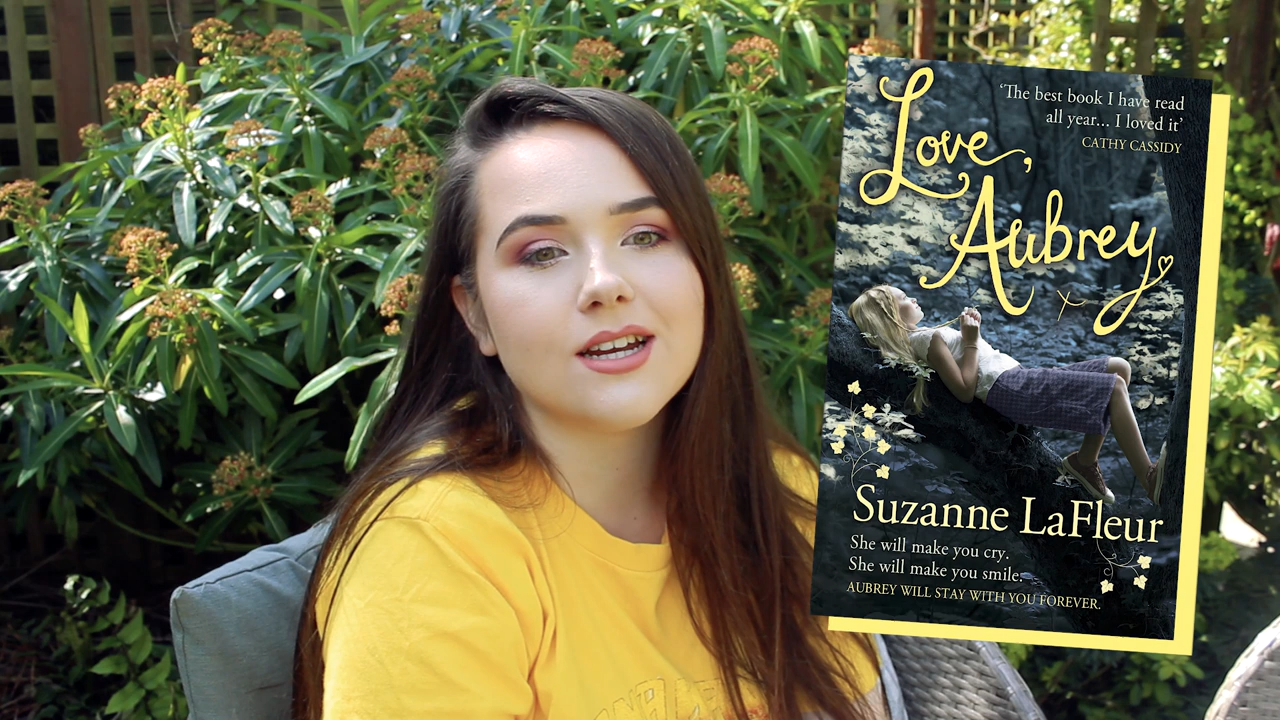 'The best book I have read
all year... I loved it'
CATHY CASSIDY
Love,
Aubrey
Suzanne LaFleur
She will make you cry.
She will make you smile.
AUBREY WILL STAY WITH YOU FOREVER.